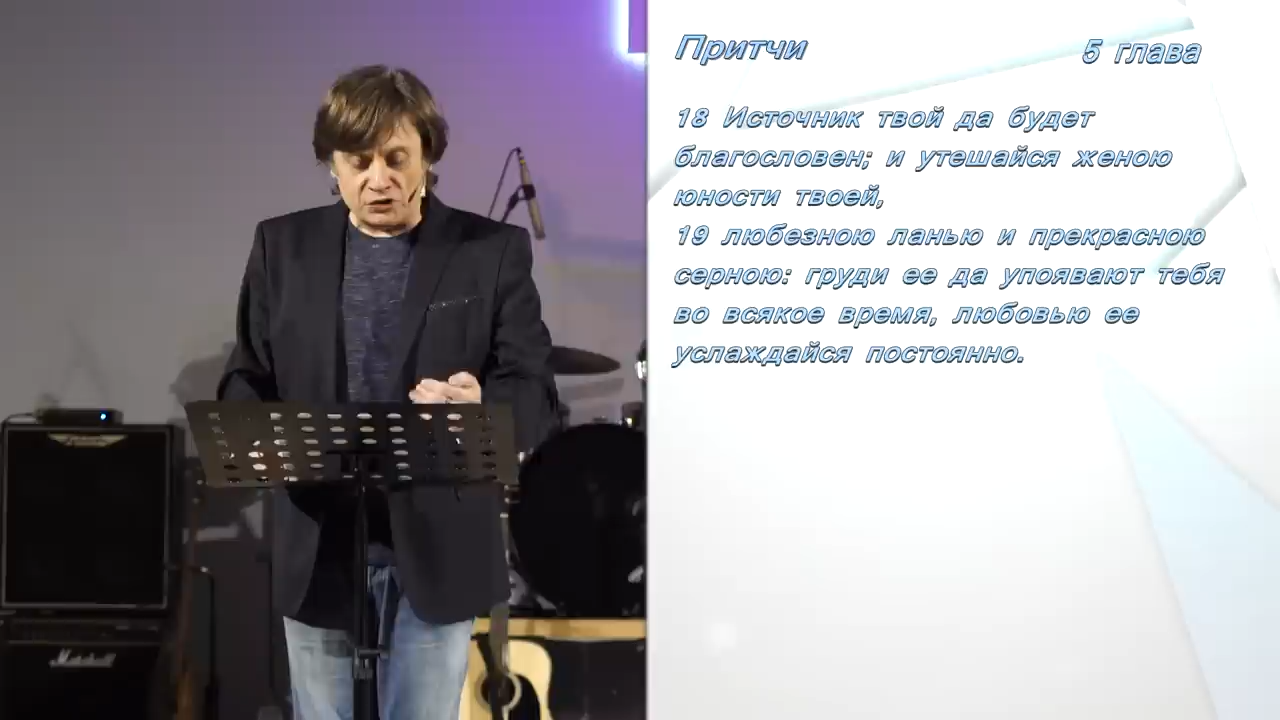 Притчи 5 глава
18 Источник твой да будет
благословен; и утешайся женою
юности твоей,
19 любезною ланью и прекрасною
серною: груди ее да упоявают тебя
во всякое время, любовью ее
услаждайся постоянно.
Marshall